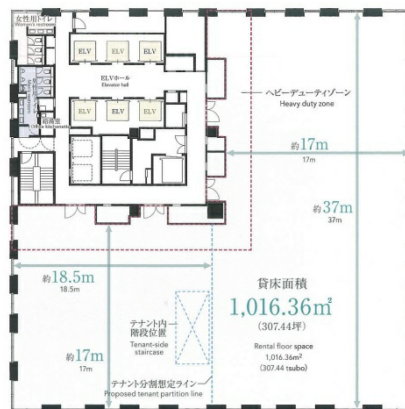 女性用トイレ
Women's restroom
ELV
ELV
ELV
ELVホール
Elevator hall
給湯室
ELV
ELV
ELV
ヘビーデューティゾーン
Heavy duty zone
約17m
17m
約37m
37m
約18.5m
18.5m
貸床面積
1,016.36㎡
(307.44坪)
Rental floor space
1,016.36m²
(307.44 tsubo)
テナント内
階段位置
Tenant-side
staircase
約17m
17m
テナント分割想定ライン
Proposed tenant partition line